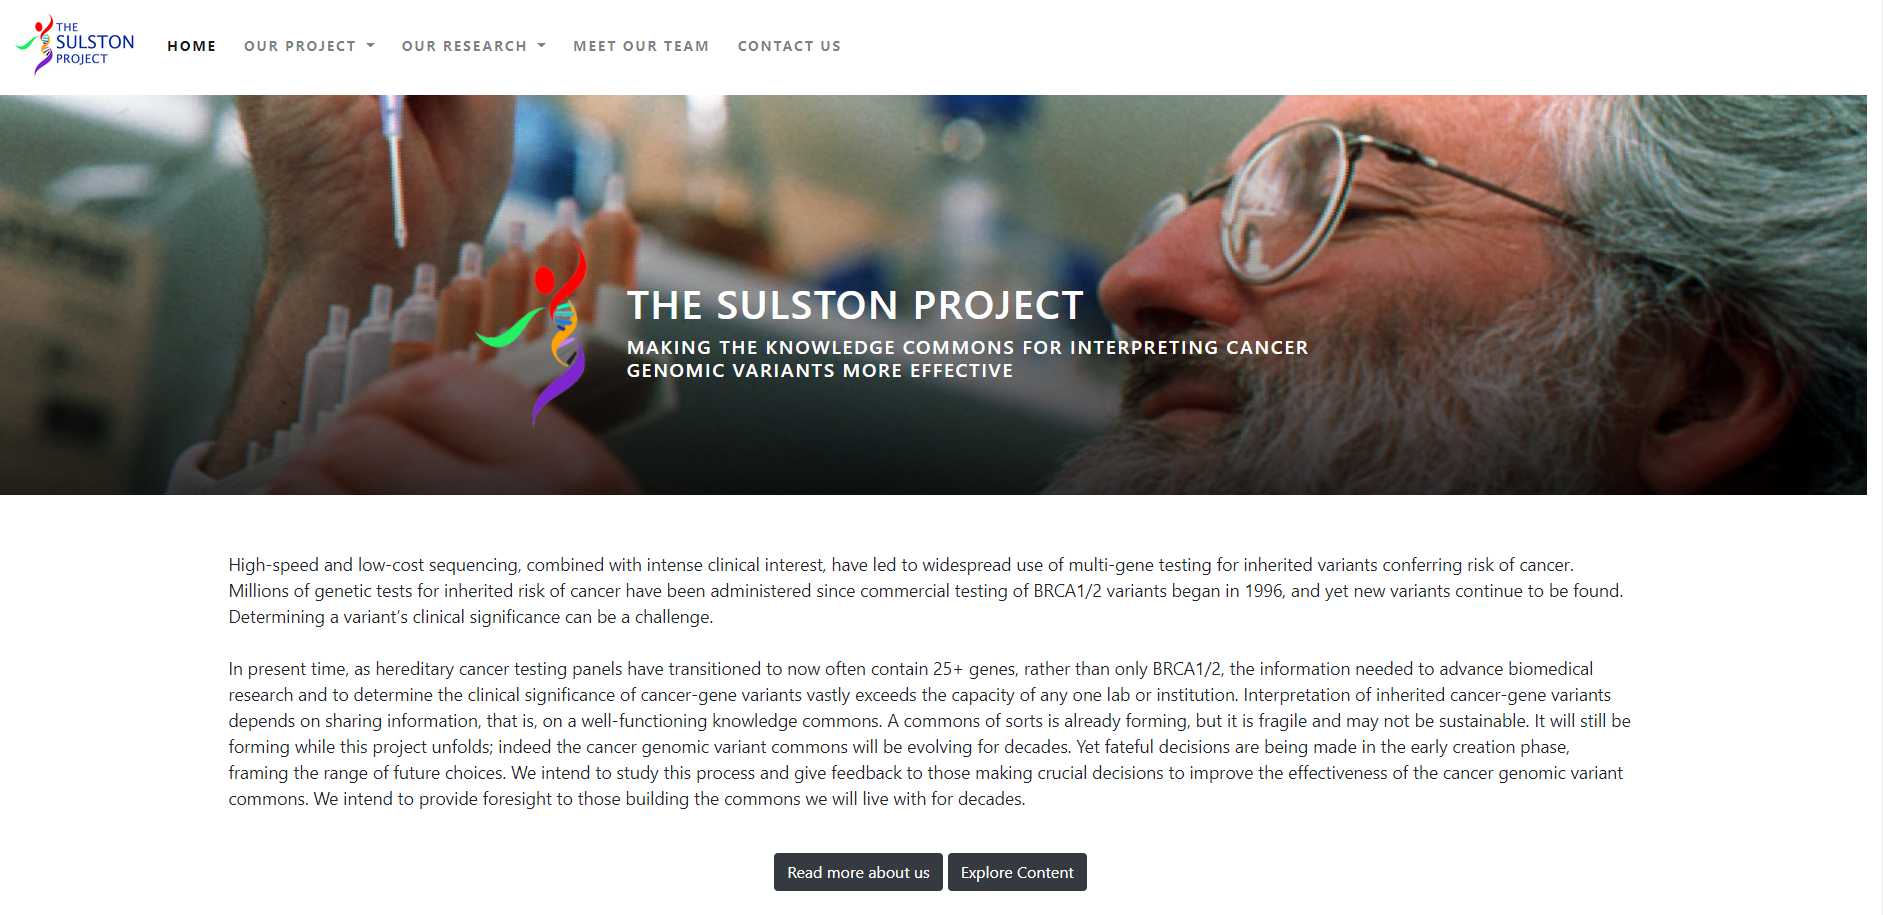 THE
SULSTON
PROJECT
HOME
OUR PROJECT
OUR RESEARCH
MEET OUR TEAM
CONTACT US
THE SULSTON PROJECT
MAKING THE KNOWLEDGE COMMONS FOR INTERPRETING CANCER
GENOMIC VARIANTS MORE EFFECTIVE
High-speed and low-cost sequencing, combined with intense clinical interest, have led to widespread use of multi-gene testing for inherited variants conferring risk of cancer.
Millions of genetic tests for inherited risk of cancer have been administered since commercial testing of BRCA1/2 variants began in 1996, and yet new variants continue to be found.
Determining a variant’s clinical significance can be a challenge.
In present time, as hereditary cancer testing panels have transitioned to now often contain 25+ genes, rather than only BRCA1/2, the information needed to advance biomedical
research and to determine the clinical significance of cancer-gene variants vastly exceeds the capacity of any one lab or institution. Interpretation of inherited cancer-gene variants
depends on sharing information, that is, on a well-functioning knowledge commons. A commons of sorts is already forming, but it is fragile and may not be sustainable. It will still be
forming while this project unfolds; indeed the cancer genomic variant commons will be evolving for decades. Yet fateful decisions are being made in the early creation phase,
framing the range of future choices. We intend to study this process and give feedback to those making crucial decisions to improve the effectiveness of the cancer genomic variant
commons. We intend to provide foresight to those building the commons we will live with for decades.
Read more about us
Explore Content